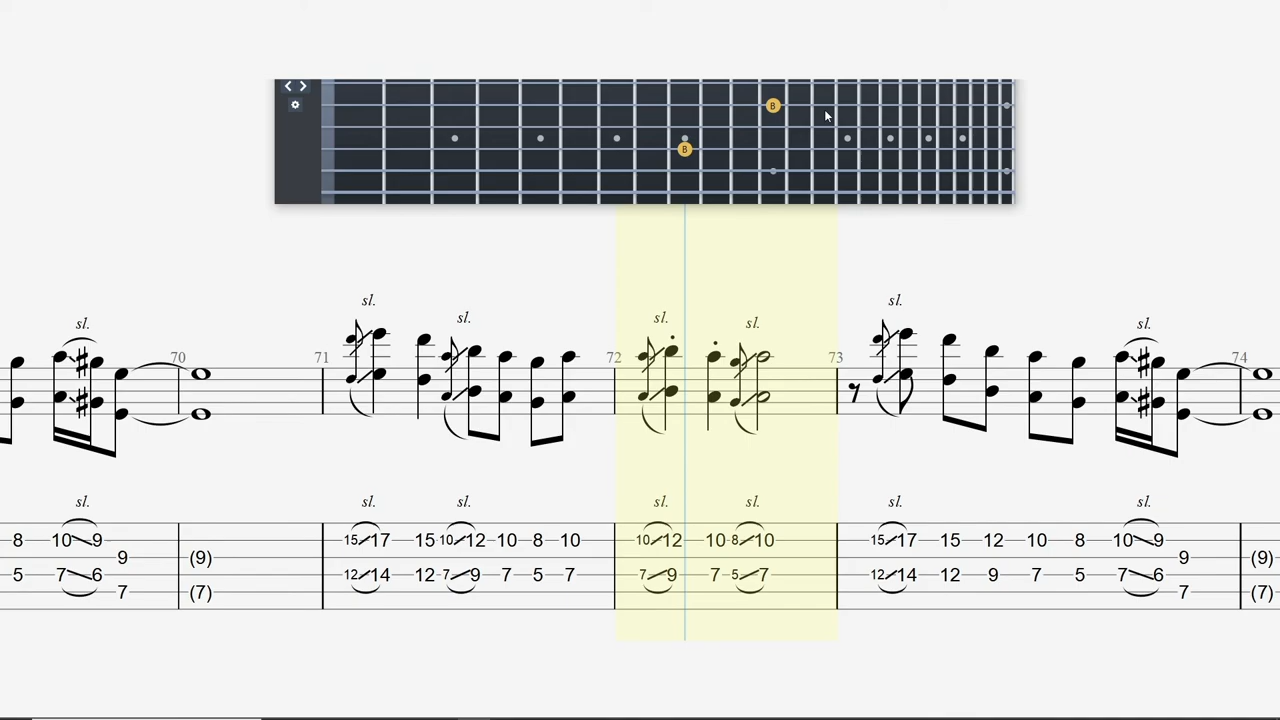 B
B
sl.
sl.
sl.
sl.
sl.
sl.
sl.
70
71
72
73
74
sl.
sl.
sl.
sl.
sl.
sl.
sl.
8 10 9 15 17 15 10 12 10 8 10 10 12 10 8 10 15 17 15 12 10 8 10 9
9 (9) 9 (9)
5 7 6 12 14 12 7 9 7 5 7 7 9 7 5 7 12 14 12 9 7 5 7 6
7 (7) 7 (7)